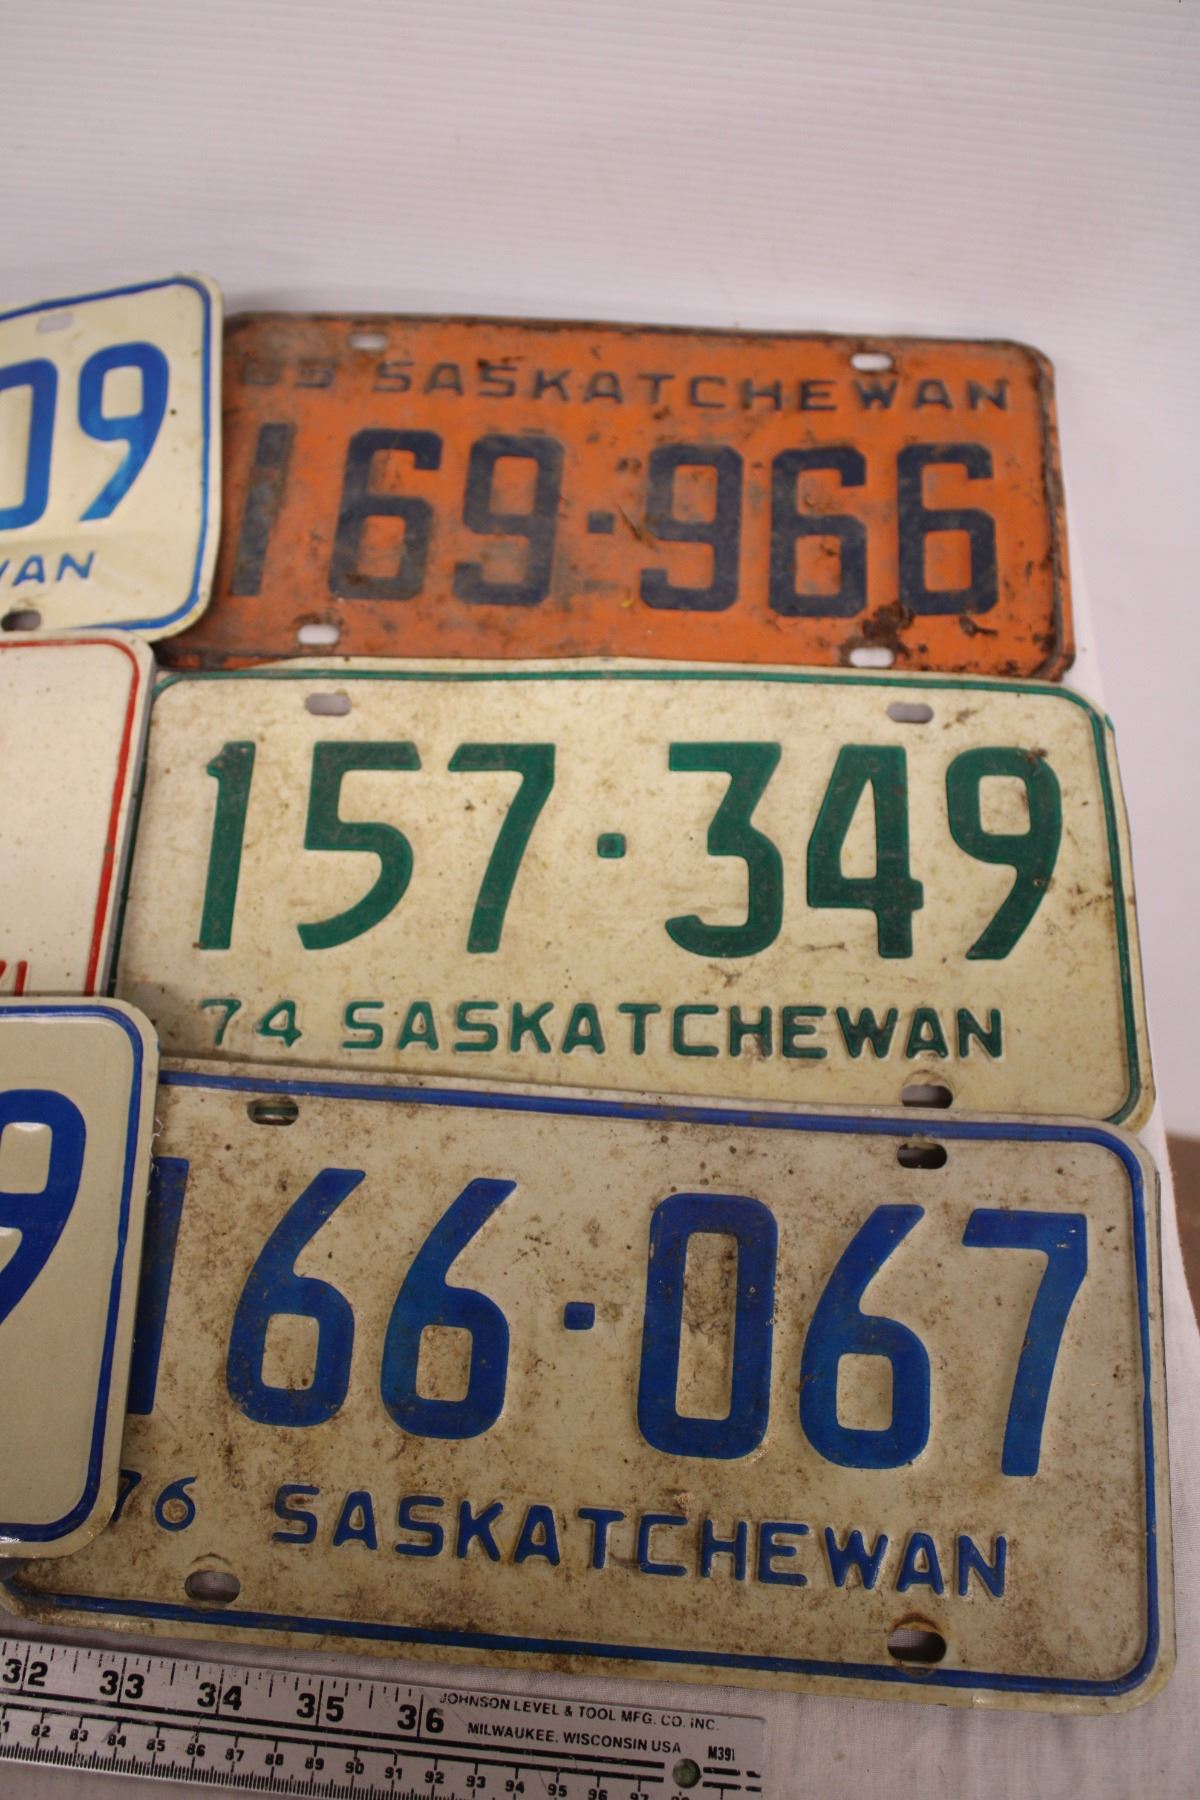 09
WAN
SASKATCHEWAN
169·966
157·349
74 SASKATCHEWAN
9
166·067
76 SASKATCHEWAN
32 33 34 35 36
JOHNSON LEVEL & TOOL MFG. CO. INC.
MILWAUKEE, WISCONSIN USA M391
82 83 84 85 86 87 88 89 90 91 92 93 94 95 96 97